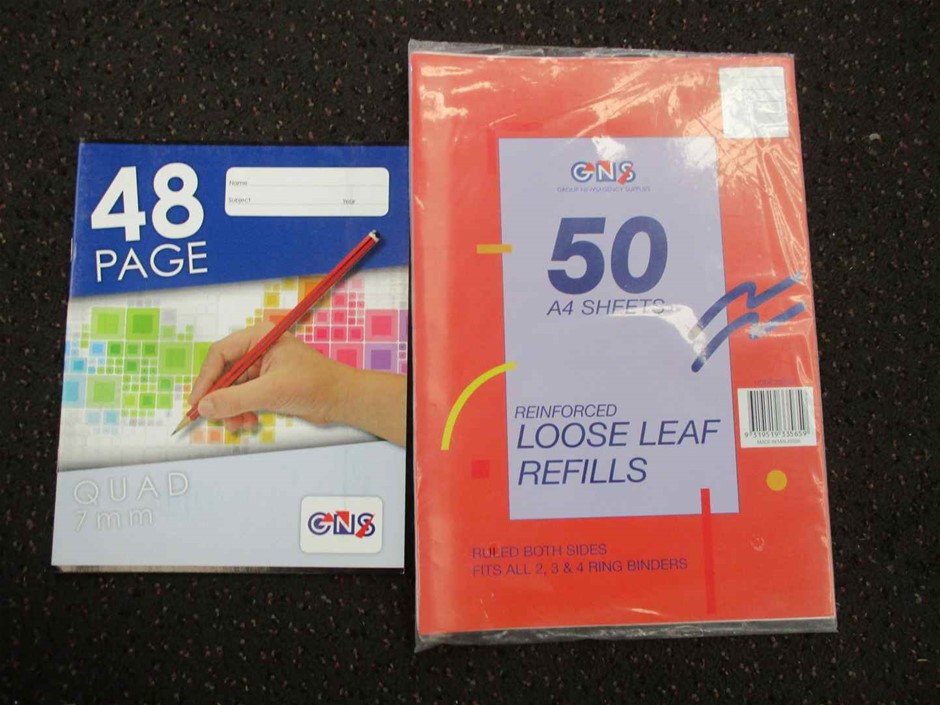 48
PAGE
Name
Subject
Year
QUAD
7mm
GNS
GNS
GROUP NEWSAGENCY SUPPLIES
50
A4 SHEETS
REINFORCED
LOOSE LEAF
REFILLS
RULED BOTH SIDES
FITS ALL 2, 3 & 4 RING BINDERS